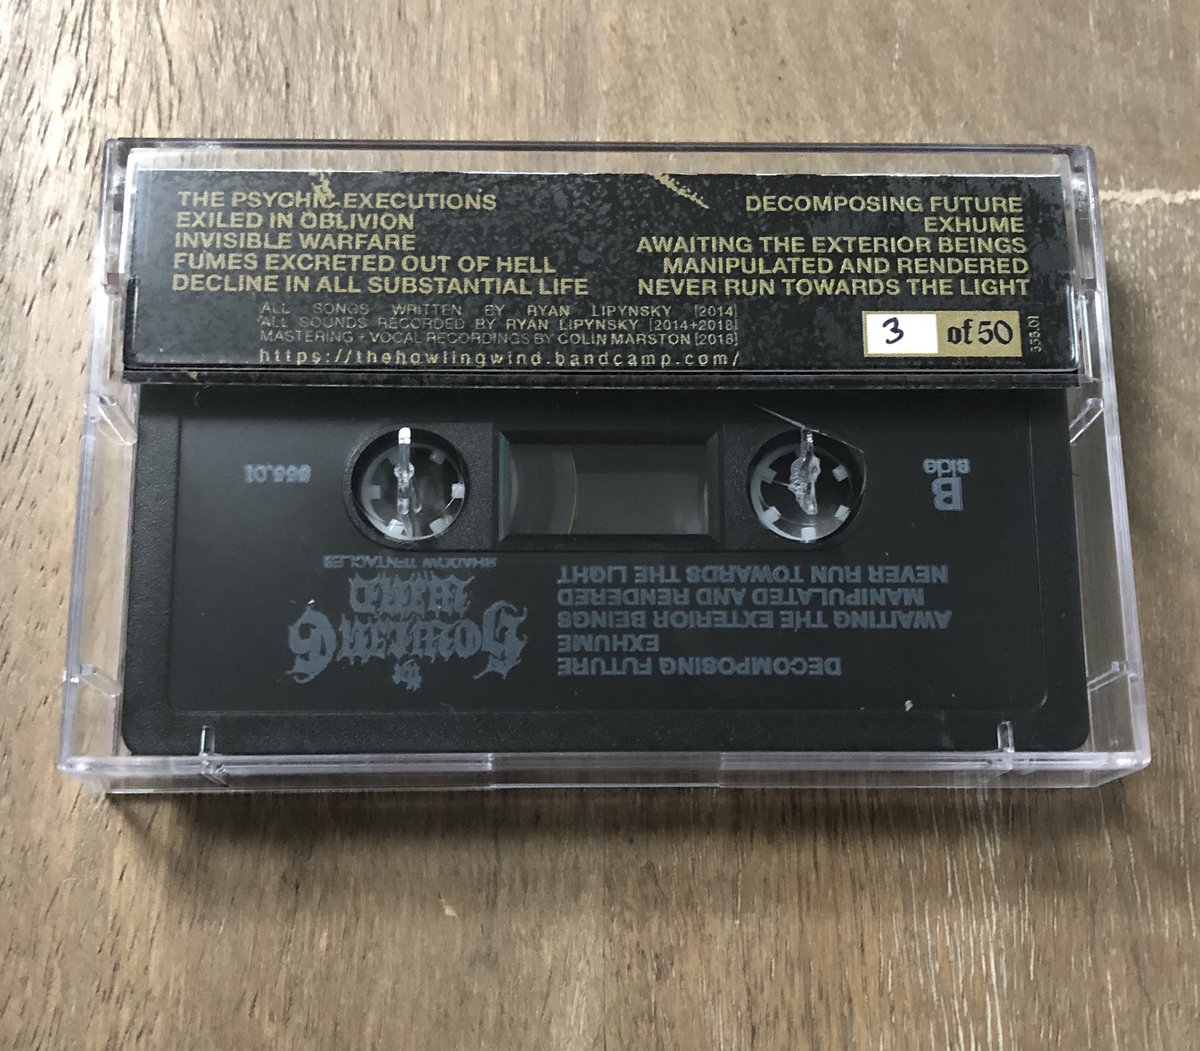 THE PSYCHIC EXECUTIONS
EXILED IN OBLIVION
INVISIBLE WARFARE
FUMES EXCRETED OUT OF HELL
DECLINE IN ALL SUBSTANTIAL LIFE
DECOMPOSING FUTURE
EXHUME
AWAITING THE EXTERIOR BEINGS
MANIPULATED AND RENDERED
NEVER RUN TOWARDS THE LIGHT
ALL SONGS WRITTEN BY RYAN LIPYNSKY [2014]
ALL SOUNDS RECORDED BY RYAN LIPYNSKY [2014+2018]
MASTERING + VOCAL RECORDINGS BY COLIN MARSTON [2018]
https://thehowlingwind.bandcamp.com/
3 of 50
B
side
DECOMPOSING FUTURE
EXHUME
AWAITING THE EXTERIOR BEINGS
MANIPULATED AND RENDERED
NEVER RUN TOWARDS THE LIGHT
The
Howling
Wind
SHADOW TENTACLES